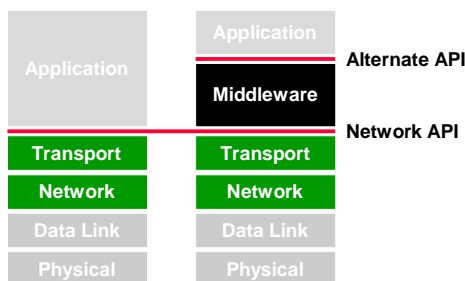 Application
Application
Alternate API
Middleware
Network API
Transport
Transport
Network
Network
Data Link
Data Link
Physical
Physical